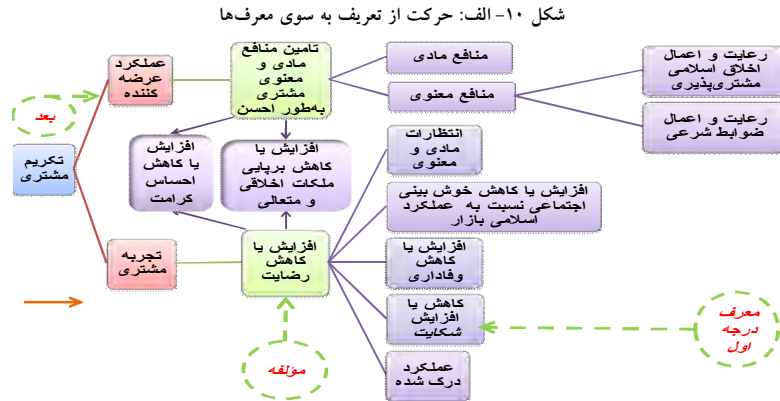 شکل ۱۰- الف: حرکت از تعریف به سوی معرف‌ها
تکریم
مشتری
بعد
عملکرد
عرضه
کننده
تجربه
مشتری
تامین منافع
مادی و
معنوی
مشتری
به‌طور احسن
افزایش
یا کاهش
احساس
کرامت
افزایش یا
کاهش برپایی
ملکات اخلاقی
و متعالی
افزایش یا
کاهش
رضایت
مؤلفه
منافع مادی
منافع معنوی
رعایت و اعمال
اخلاق اسلامی
مشتری‌پذیری
رعایت و اعمال
ضوابط شرعی
انتظارات
مادی و
معنوی
افزایش یا کاهش خوش بینی
اجتماعی نسبت به عملکرد
اسلامی بازار
افزایش یا
کاهش
وفاداری
کاهش یا
افزایش
شکایت
عملکرد
درک شده
معرف
درجه
اول